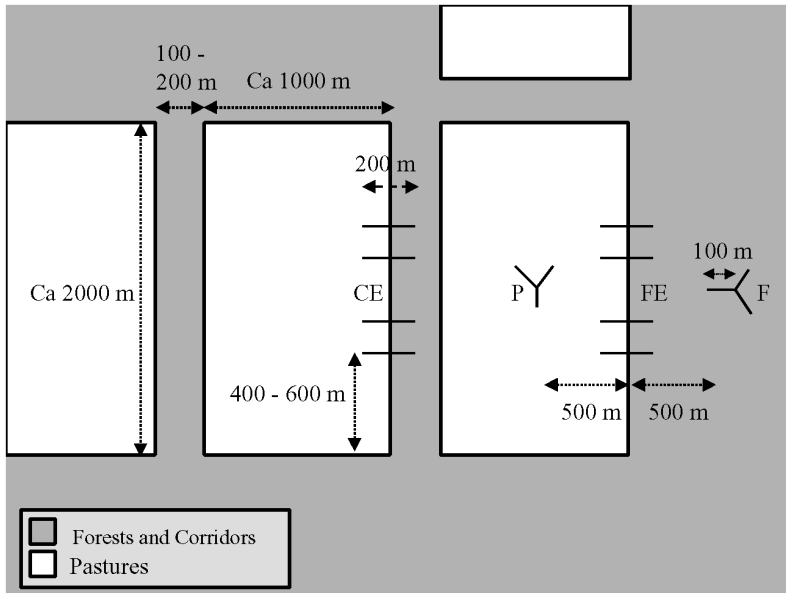 100 -
200 m
Ca 1000 m
200 m
100 m
Ca 2000 m
CE
P
FE
F
400 - 600 m
500 m
500 m
Forests and Corridors
Pastures